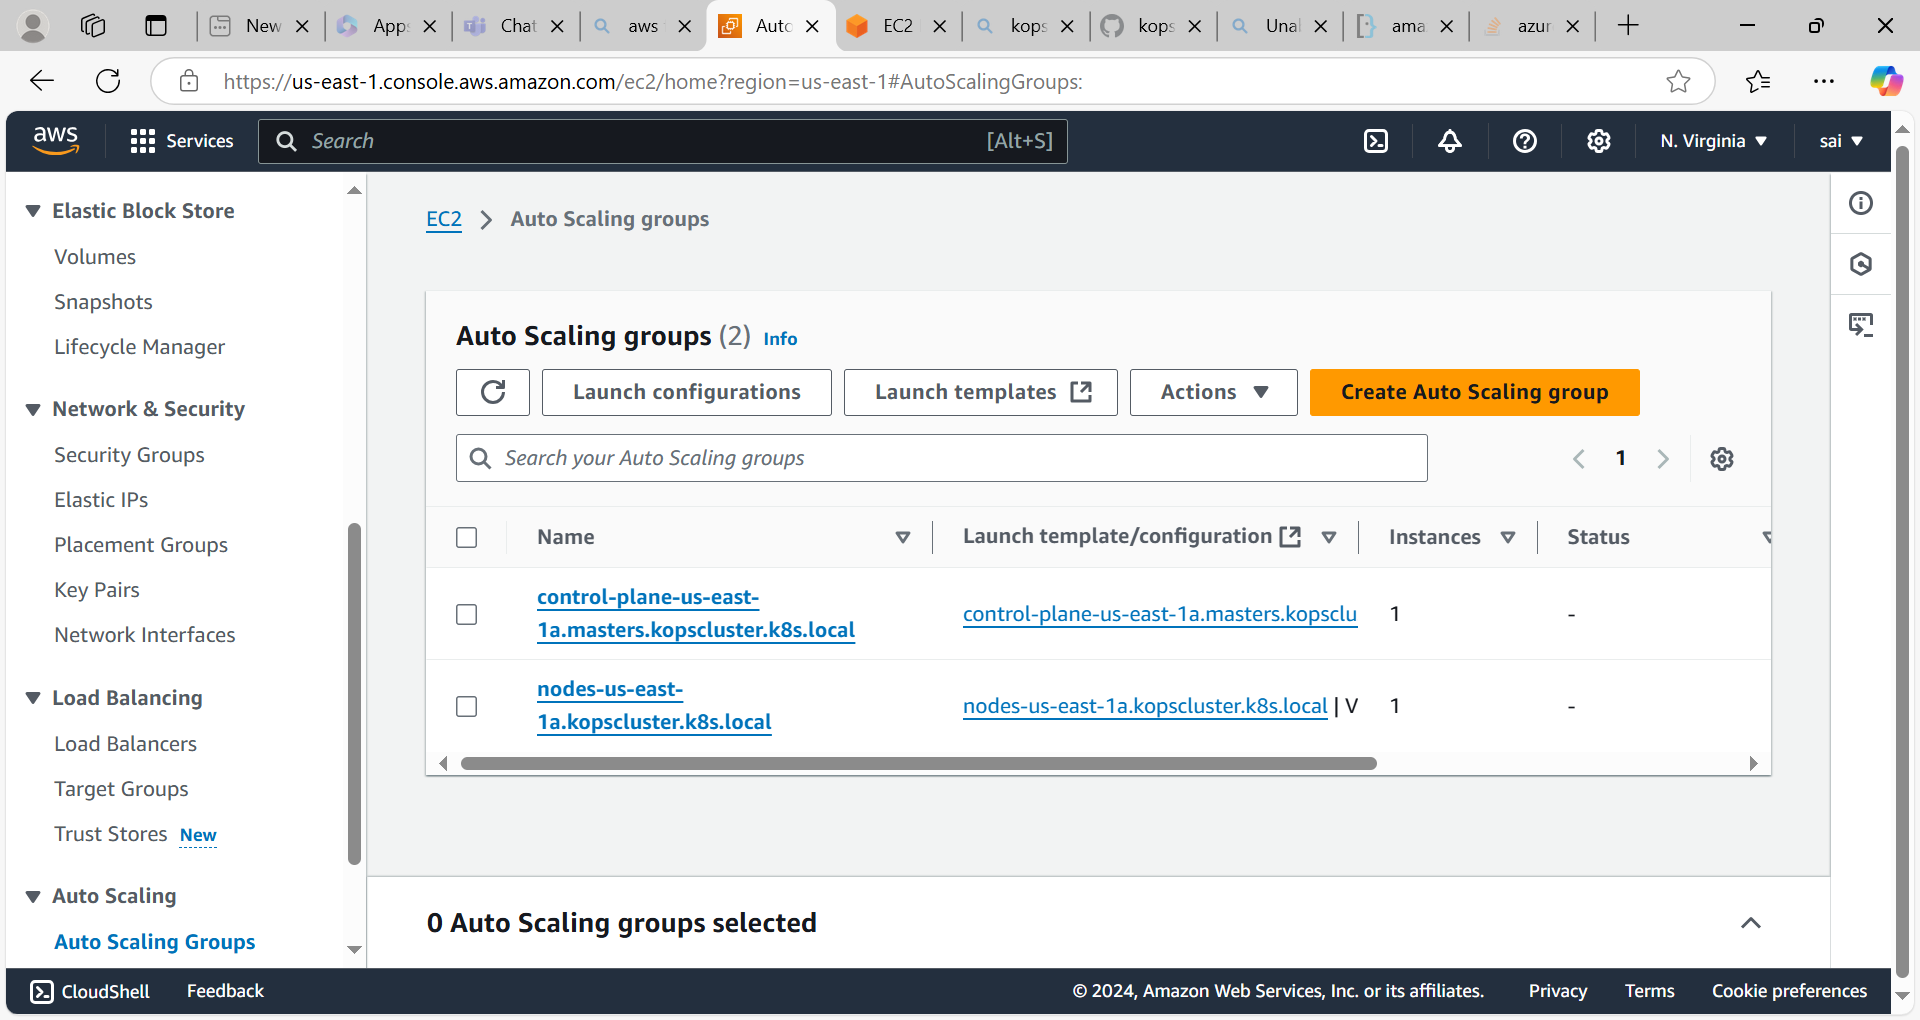 New
App
Chat
aws
Auto
EC2
kops
kops
Unal
ama
azur
https://us-east-1.console.aws.amazon.com/ec2/home?region=us-east-1#AutoScalingGroups:
aws
Services
Search
[Alt+S]
N. Virginia
sai
Elastic Block Store
Volumes
Snapshots
Lifecycle Manager
Network & Security
Security Groups
Elastic IPs
Placement Groups
Key Pairs
Network Interfaces
Load Balancing
Load Balancers
Target Groups
Trust Stores New
Auto Scaling
Auto Scaling Groups
EC2 > Auto Scaling groups
Auto Scaling groups (2) Info
Launch configurations
Launch templates
Actions
Create Auto Scaling group
Search your Auto Scaling groups
1
Name
Launch template/configuration
Instances
Status
control-plane-us-east-
1a.masters.kopscluster.k8s.local
control-plane-us-east-1a.masters.kopsclu
1
-
nodes-us-east-
1a.kopscluster.k8s.local
nodes-us-east-1a.kopscluster.k8s.local | V
1
-
0 Auto Scaling groups selected
CloudShell
Feedback
© 2024, Amazon Web Services, Inc. or its affiliates.
Privacy
Terms
Cookie preferences